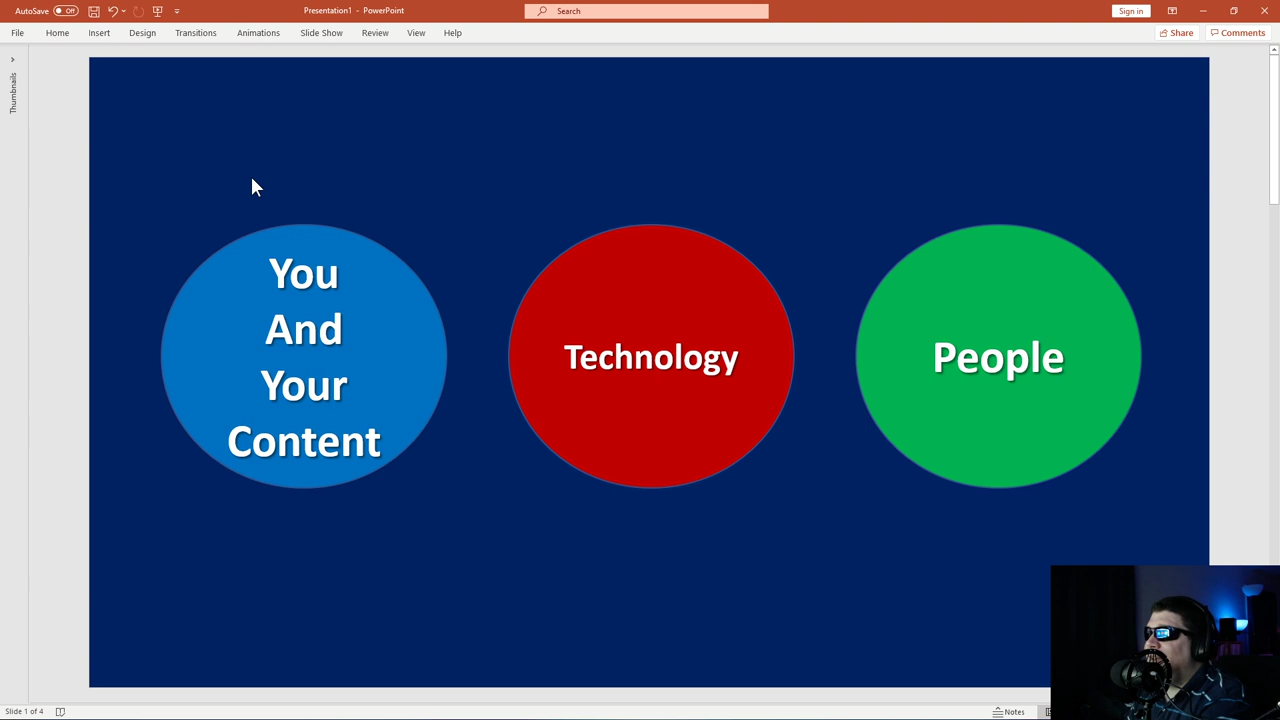 AutoSave Off
Presentation1 - PowerPoint
Search
Sign in
File Home Insert Design Transitions Animations Slide Show Review View Help
Share Comments
Thumbnails
You
And
Your
Content
Technology
People
Slide 1 of 4
Notes